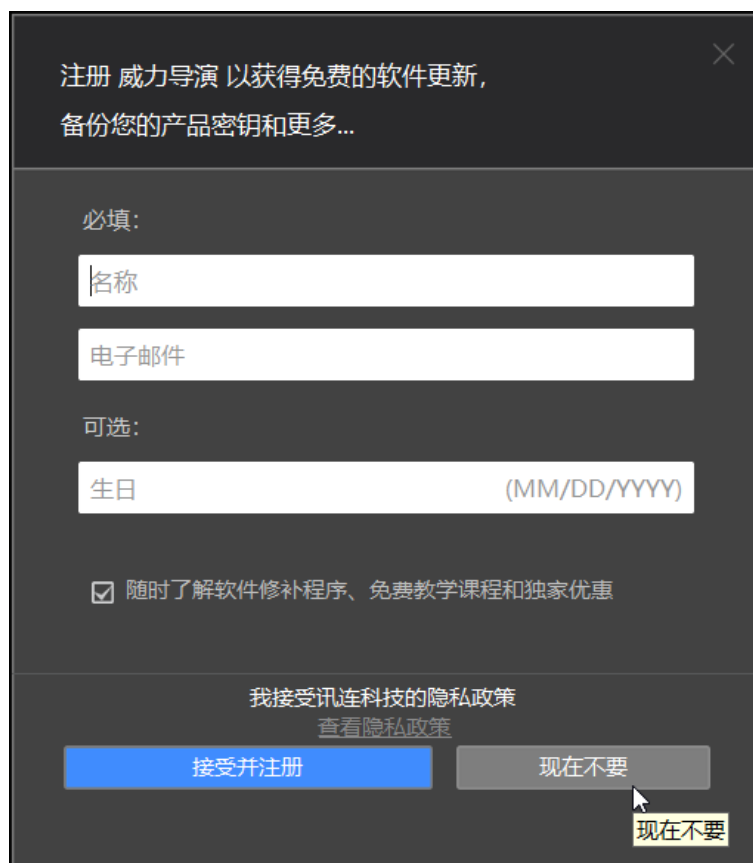 注册 威力导演 以获得免费的软件更新,
备份您的产品密钥和更多...
必填:
名称
电子邮件
可选:
生日 (MM/DD/YYYY)
随时了解软件修补程序、免费教学课程和独家优惠
我接受讯连科技的隐私政策
查看隐私政策
接受并注册 现在不要
现在不要